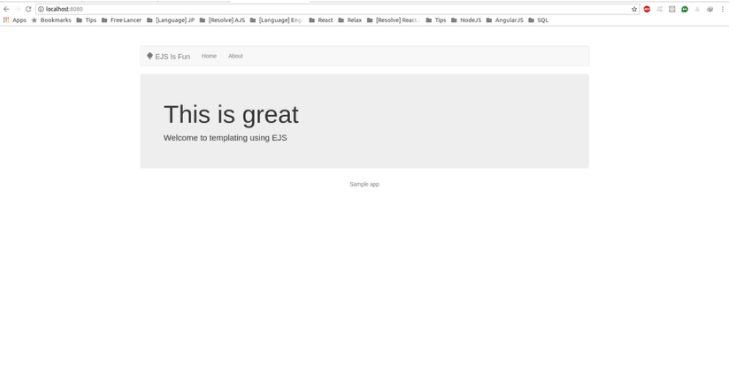 localhost:8080
Apps Bookmarks Tips Free Lancer [Language] JP [Resolve] AJS [Language] Eng React Relax [Resolve] React Tips NodeJS AngularJS SQL
EJS Is Fun Home About
This is great
Welcome to templating using EJS
Sample app